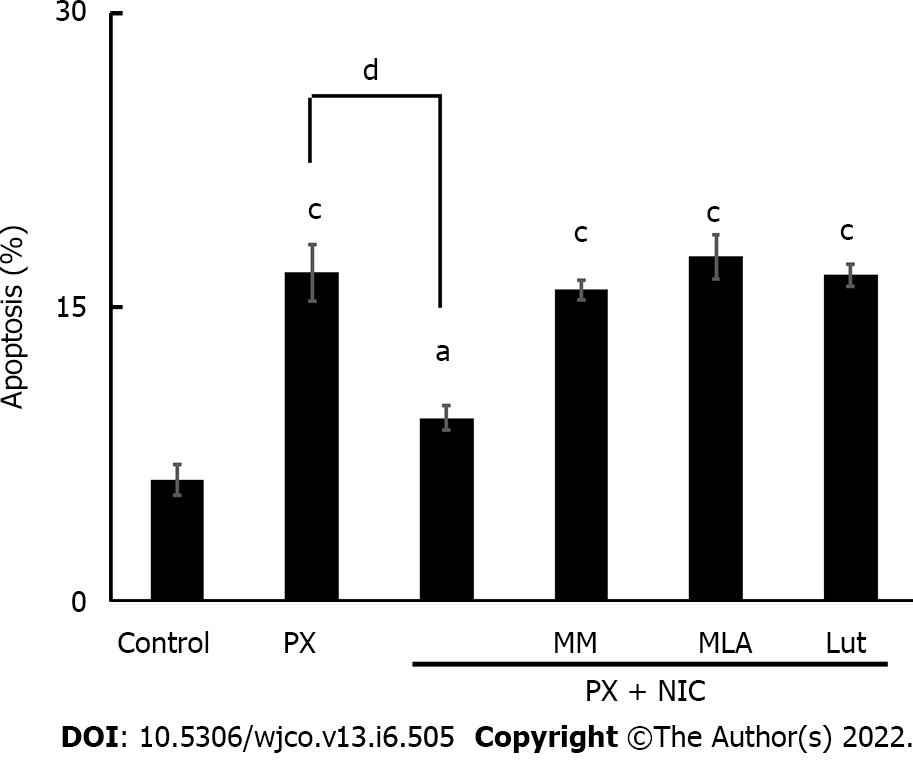 30
d
c
c
c
c
15
a
0
Apoptosis (%)
Control PX MM MLA Lut
PX + NIC
DOI: 10.5306/wjco.v13.i6.505 Copyright ©The Author(s) 2022.